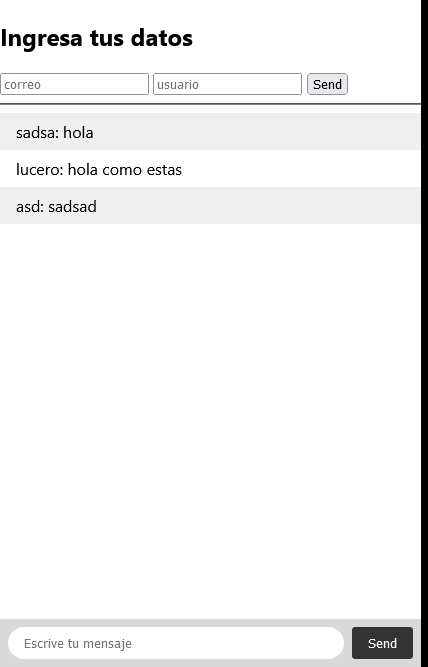 Ingresa tus datos
correo usuario Send
sadsa: hola
lucero: hola como estas
asd: sadsad
Escrive tu mensaje Send